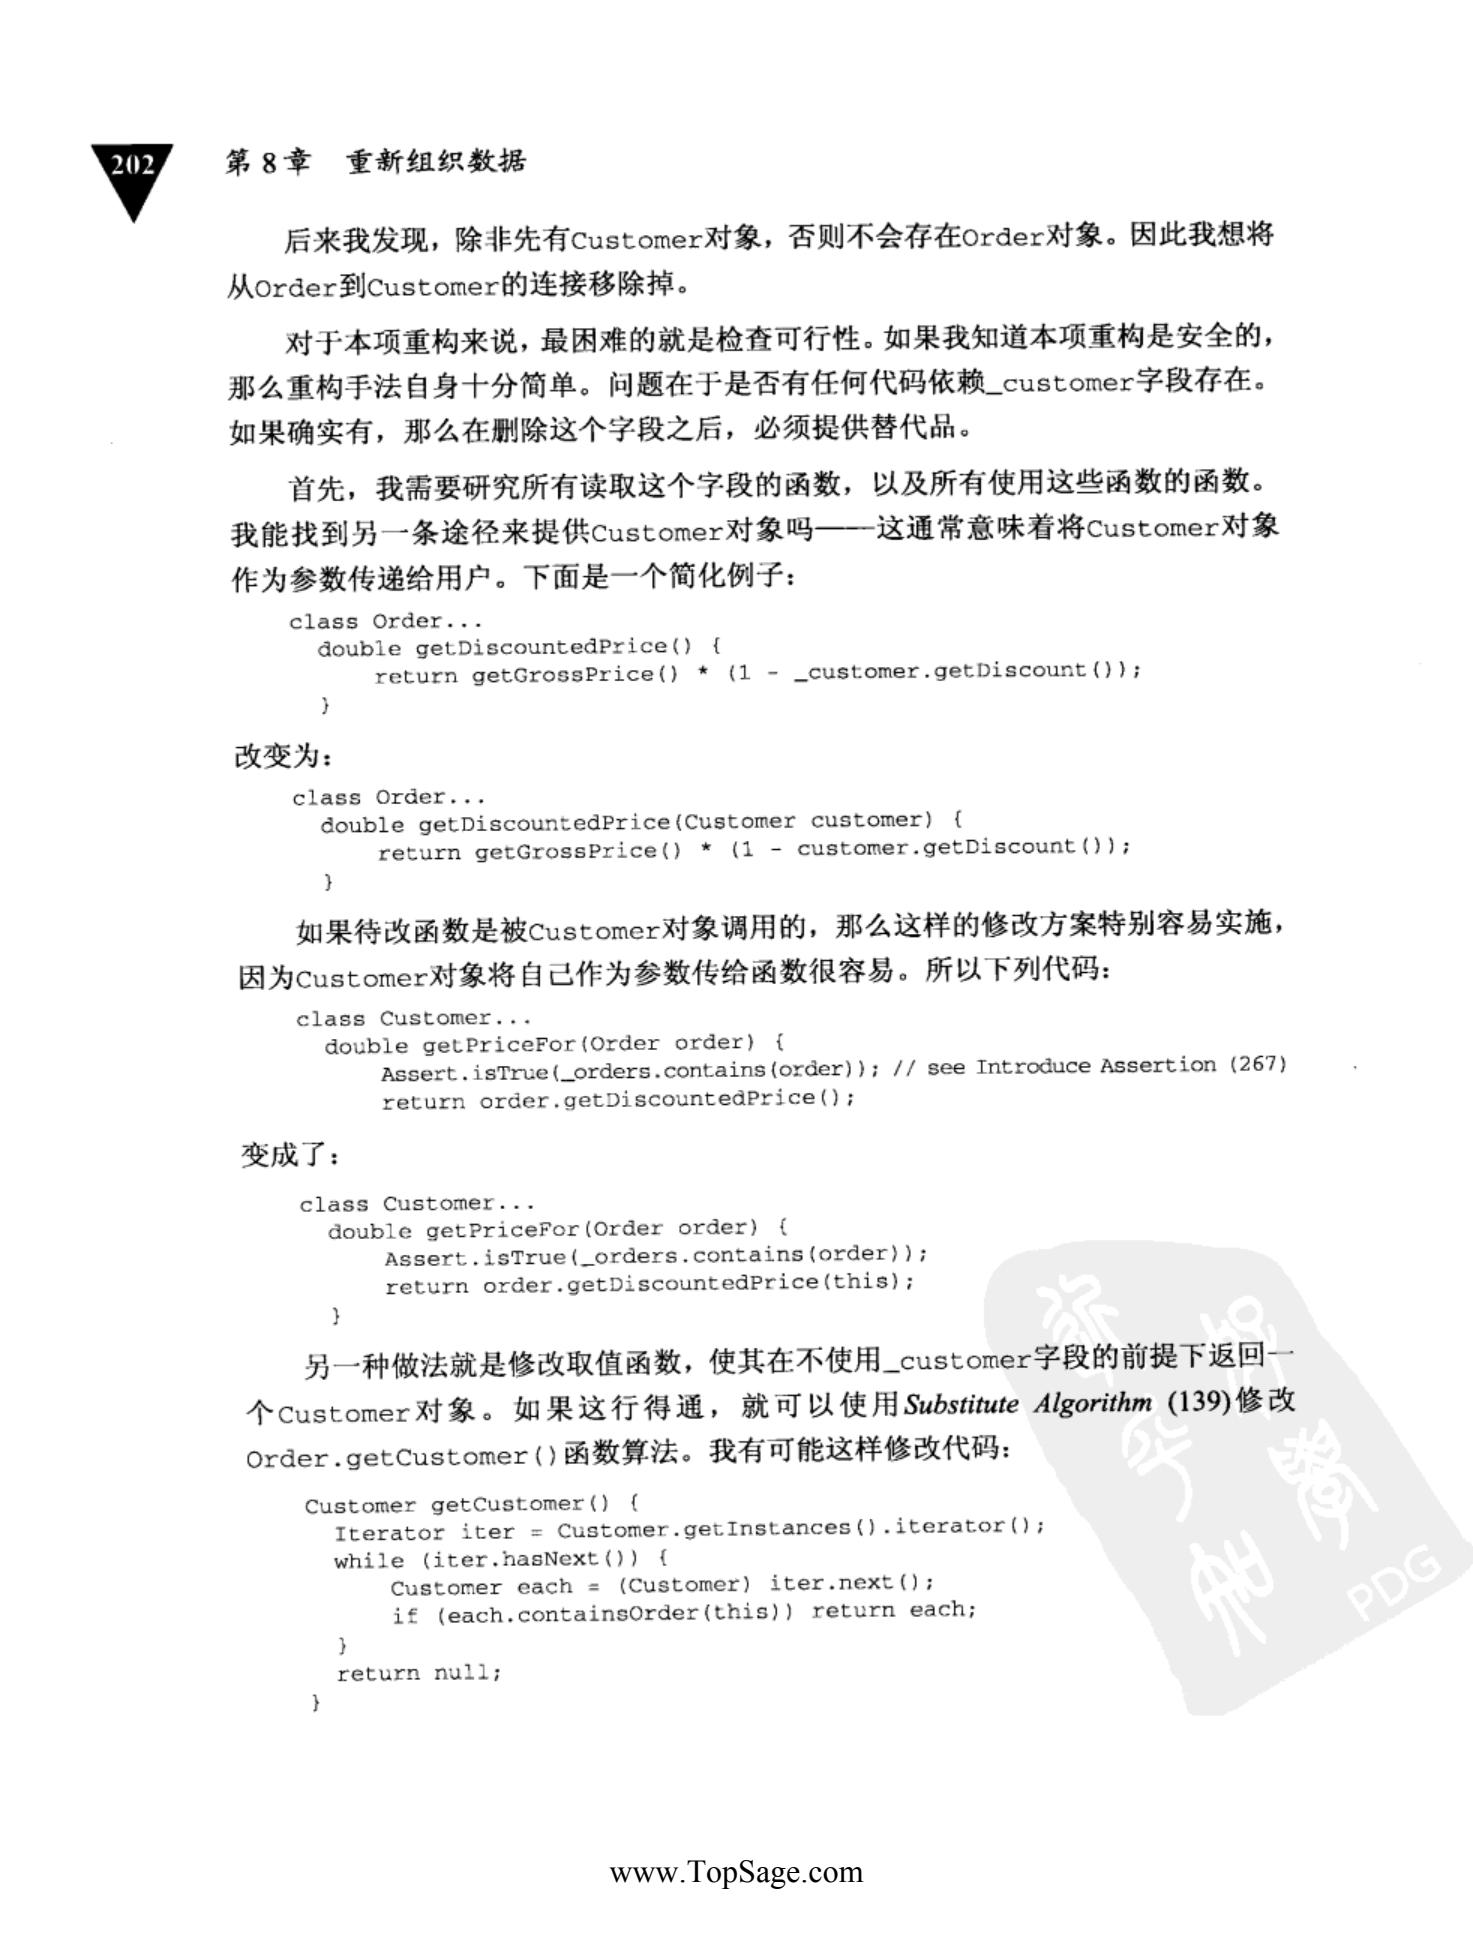 202
第 8 章 重新组织数据
后来我发现，除非先有Customer对象，否则不会存在Order对象。因此我想将
从Order到Customer的连接移除掉。
对于本项重构来说，最困难的就是检查可行性。如果我知道本项重构是安全的，
那么重构手法自身十分简单。问题在于是否有任何代码依赖_customer字段存在。
如果确实有，那么在删除这个字段之后，必须提供替代品。
首先，我需要研究所有读取这个字段的函数，以及所有使用这些函数的函数。
我能找到另一条途径来提供Customer对象吗——这通常意味着将Customer对象
作为参数传递给用户。下面是一个简化例子：
class Order...
double getDiscountedPrice() {
return getGrossPrice() * (1 - _customer.getDiscount());
}
改变为：
class Order...
double getDiscountedPrice(Customer customer) {
return getGrossPrice() * (1 - customer.getDiscount());
}
如果待改函数是被Customer对象调用的，那么这样的修改方案特别容易实施，
因为Customer对象将自己作为参数传给函数很容易。所以下列代码：
class Customer...
double getPriceFor(Order order) {
Assert.isTrue(_orders.contains(order)); // see Introduce Assertion (267)
return order.getDiscountedPrice();
变成了：
class Customer...
double getPriceFor(Order order) {
Assert.isTrue(_orders.contains(order));
return order.getDiscountedPrice(this);
}
另一种做法就是修改取值函数，使其在不使用_customer字段的前提下返回一
个Customer对象。如果这行得通，就可以使用Substitute Algorithm (139)修改
Order.getCustomer()函数算法。我有可能这样修改代码：
Customer getCustomer() {
Iterator iter = Customer.getInstances().iterator();
while (iter.hasNext()) {
Customer each = (Customer) iter.next();
if (each.containsOrder(this)) return each;
}
return null;
}
PDG
www.TopSage.com